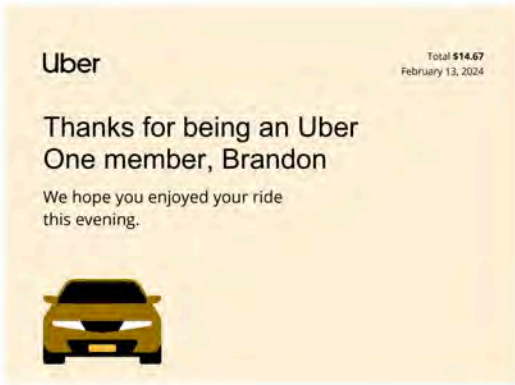 Uber
Total $14.67
February 13, 2024
Thanks for being an Uber
One member, Brandon
We hope you enjoyed your ride
this evening.